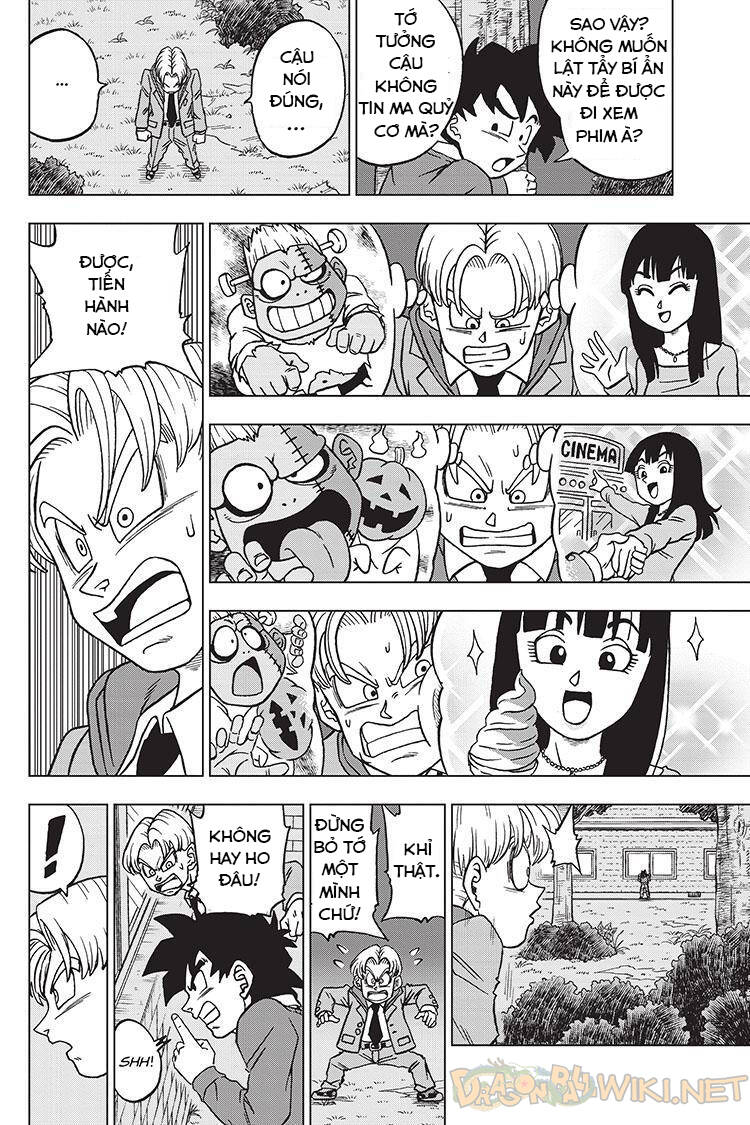 SAO VẬY?
KHÔNG MUỐN
LẬT TẨY BÍ ẨN
NÀY ĐỂ ĐƯỢC
ĐI XEM
PHIM À?
TỚ
TƯỞNG
CẬU
KHÔNG
TIN MA QUỶ
CƠ MÀ?
CẬU
NÓI
ĐÚNG,
...
...
CINEMA
ĐƯỢC,
TIẾN
HÀNH
NÀO!
KHỈ
THẬT.
ĐỪNG
BỎ TỚ
MỘT
MÌNH
CHỨ!
KHÔNG
HAY HO
ĐÂU!
SHH!
!
DRAGONBALLWIKI.NET